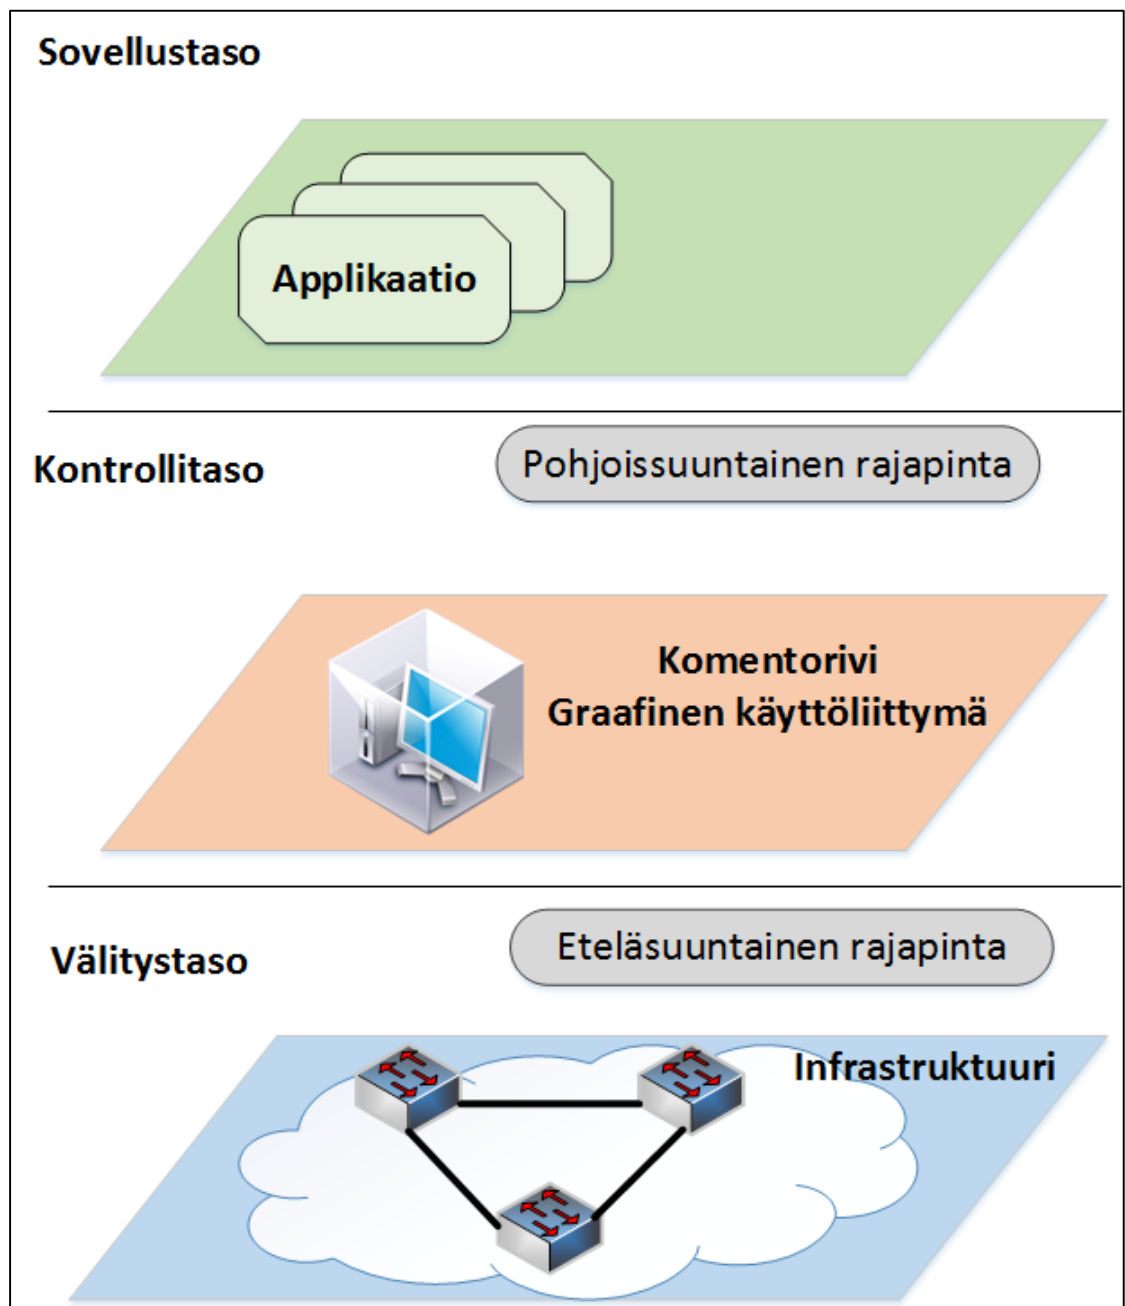 Sovellustaso
Applikaatio
Kontrollitaso
Pohjoissuuntainen rajapinta
Komentorivi
Graafinen käyttöliittymä
Välitystaso
Eteläsuuntainen rajapinta
Infrastruktuuri